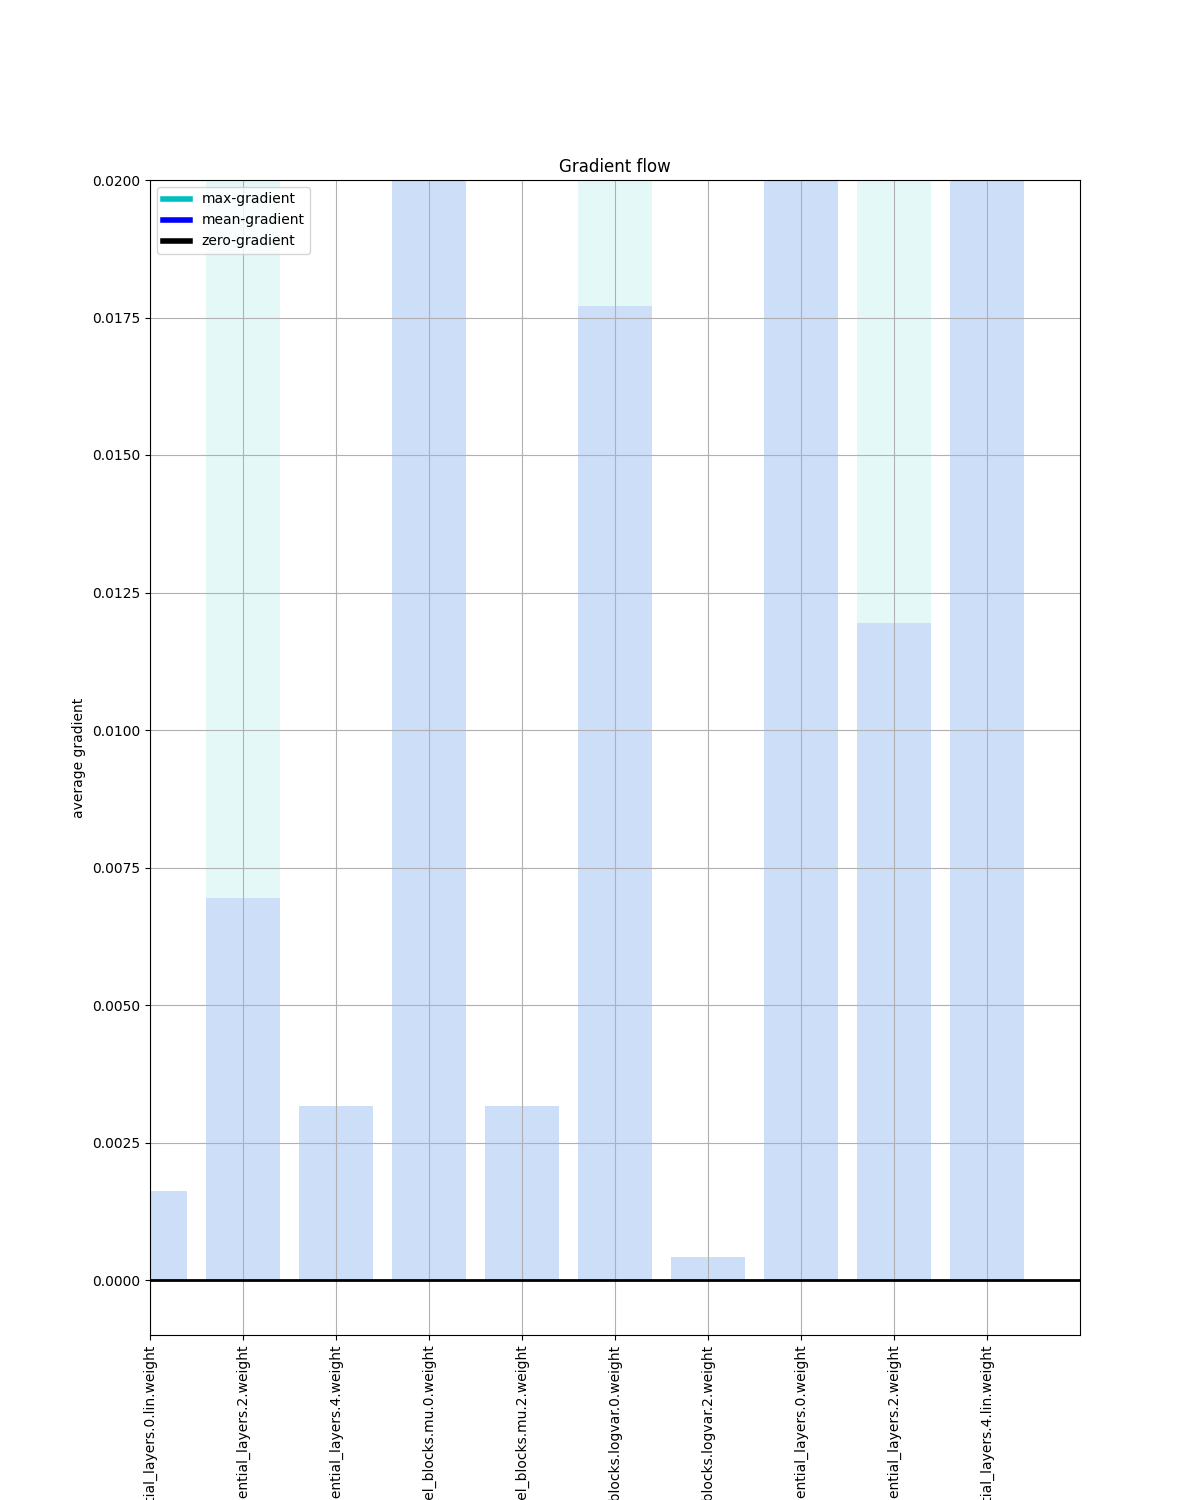 Gradient flow
max-gradient
mean-gradient
zero-gradient
average gradient
0.0200
0.0175
0.0150
0.0125
0.0100
0.0075
0.0050
0.0025
0.0000
tial_layers.0.lin.weight
ential_layers.2.weight
ential_layers.4.weight
el_blocks.mu.0.weight
el_blocks.mu.2.weight
blocks.logvar.0.weight
blocks.logvar.2.weight
ential_layers.0.weight
ential_layers.2.weight
tial_layers.4.lin.weight